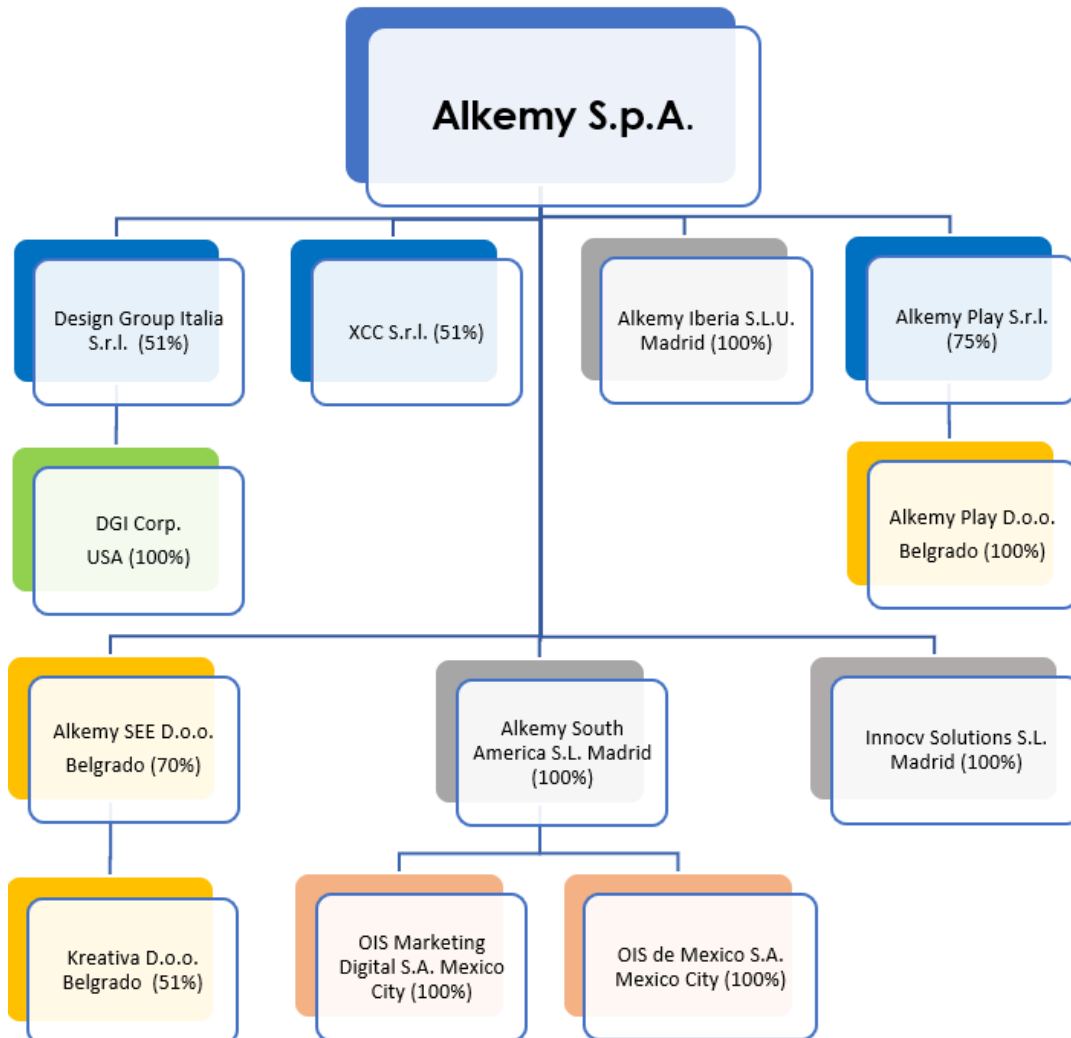 Alkemy S.p.A.
Design Group Italia
S.r.l. (51%)
XCC S.r.l. (51%)
Alkemy Iberia S.L.U.
Madrid (100%)
Alkemy Play S.r.l.
(75%)
DGI Corp.
USA (100%)
Alkemy Play D.o.o.
Belgrado (100%)
Alkemy SEE D.o.o.
Belgrado (70%)
Alkemy South
America S.L. Madrid
(100%)
Innocv Solutions S.L.
Madrid (100%)
Kreativa D.o.o.
Belgrado (51%)
OIS Marketing
Digital S.A. Mexico
City (100%)
OIS de Mexico S.A.
Mexico City (100%)